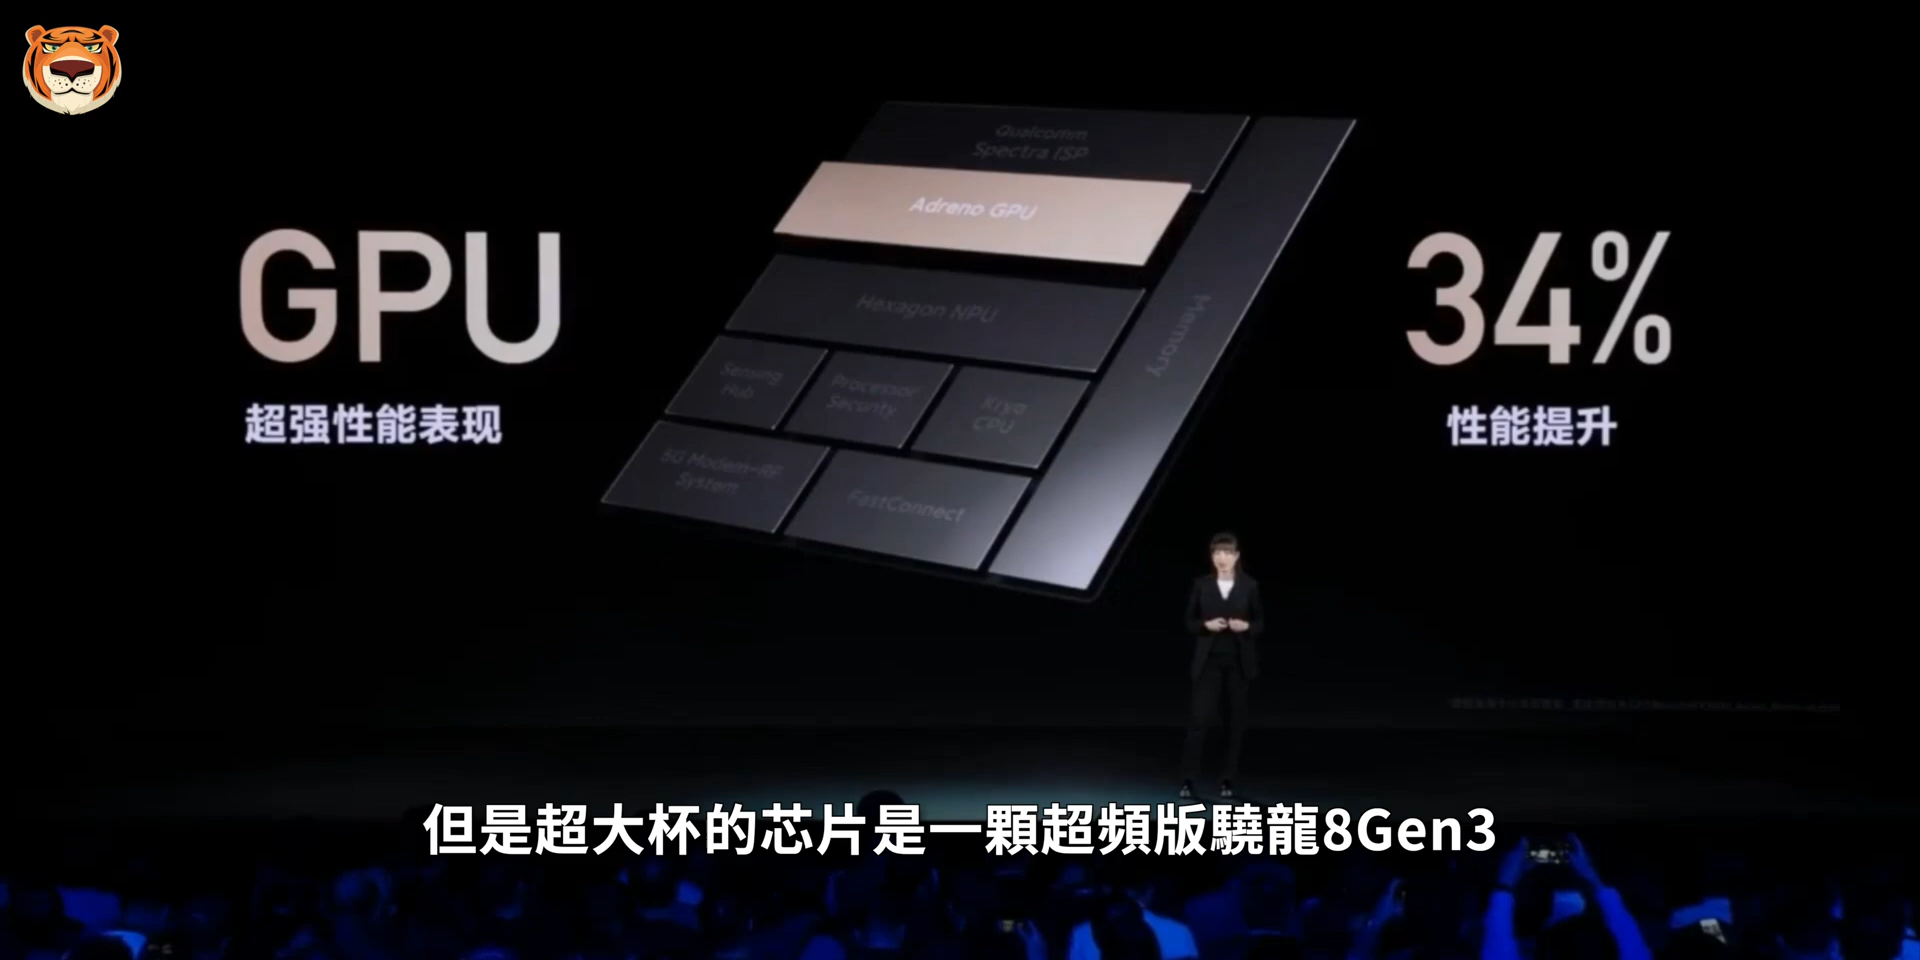 Qualcomm
Spectra ISP
Adreno GPU
GPU
超强性能表现
34%
性能提升
Hexagon NPU
Memory
Sensing
Hub
Processor
Security
Kryo
CPU
5G Modem-RF
System
FastConnect
但是超大杯的芯片是一顆超頻版驍龍8Gen3